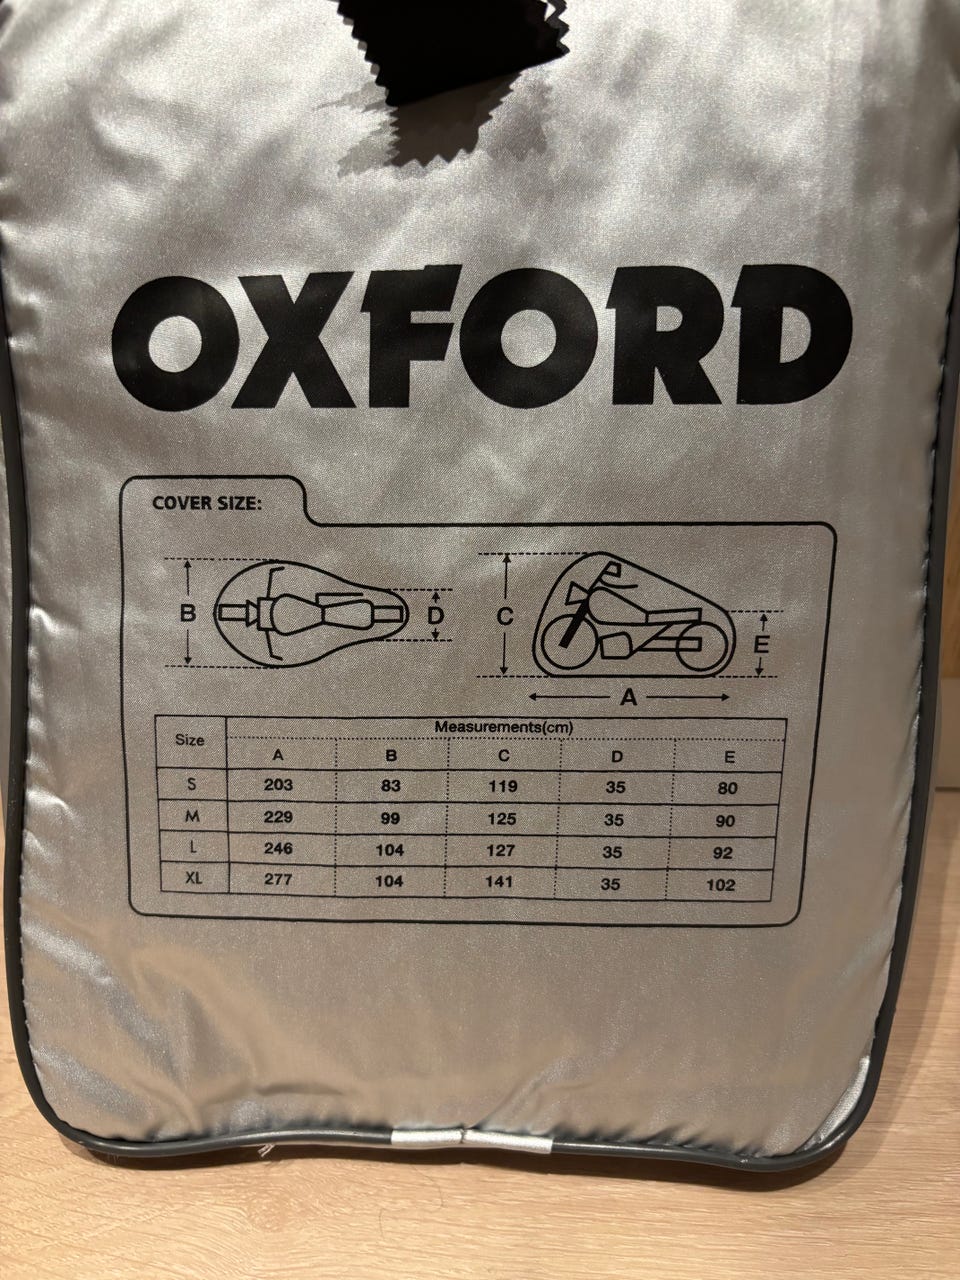 OXFORD
COVER SIZE:
B D C E
A
Size Measurements(cm)
A B C D E
S 203 83 119 35 80
M 229 99 125 35 90
L 246 104 127 35 92
XL 277 104 141 35 102